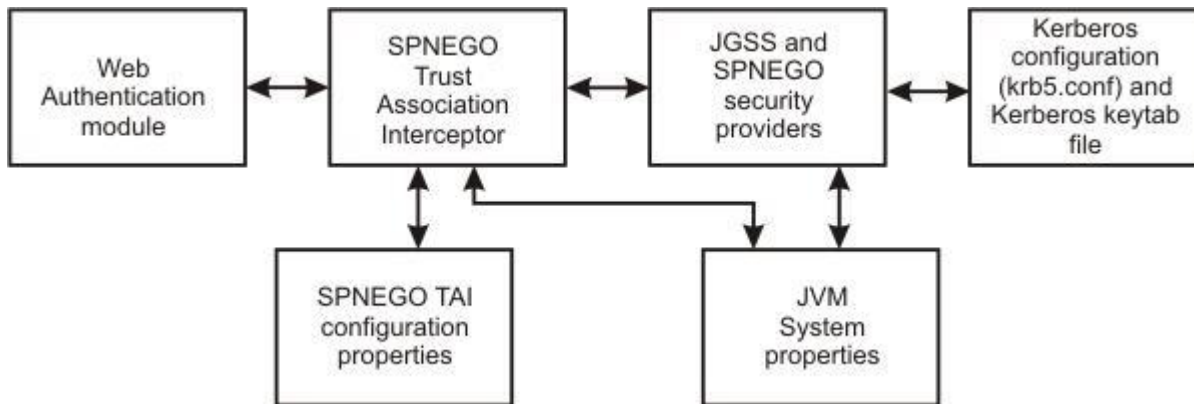 Web
Authentication
module
SPNEGO
Trust
Association
Interceptor
JGSS and
SPNEGO
security
providers
Kerberos
configuration
(krb5.conf) and
Kerberos keytab
file
SPNEGO TAI
configuration
properties
JVM
System
properties